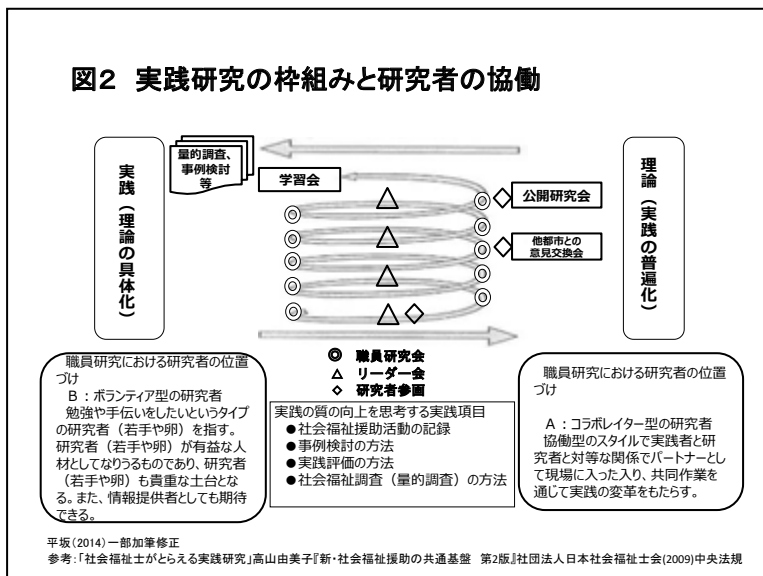 図2 実践研究の枠組みと研究者の協働
量的調査、
事例検討
等
学習会
公開研究会
他都市との
意見交換会
実践（理論の具体化）
理論（実践の普遍化）
◎ 職員研究会
△ リーダー会
◇ 研究者参画
職員研究における研究者の位置
づけ
B：ボランティア型の研究者
勉強や手伝いをしたいというタイプ
の研究者（若手や卵）を指す。
研究者（若手や卵）が有益な人
材としてなりうるものであり、研究者
（若手や卵）も貴重な土台とな
る。また、情報提供者としても期待
できる。
実践の質の向上を思考する実践項目
●社会福祉援助活動の記録
●事例検討の方法
●実践評価の方法
●社会福祉調査（量的調査）の方法
職員研究における研究者の位置
づけ
A：コラボレイター型の研究者
協働型のスタイルで実践者と研
究者と対等な関係でパートナーとし
て現場に入った入り、共同作業を
通じて実践の変革をもたらす。
平坂(2014)一部加筆修正
参考:「社会福祉士がとらえる実践研究」高山由美子『新・社会福祉援助の共通基盤 第2版』社団法人日本社会福祉士会(2009)中央法規